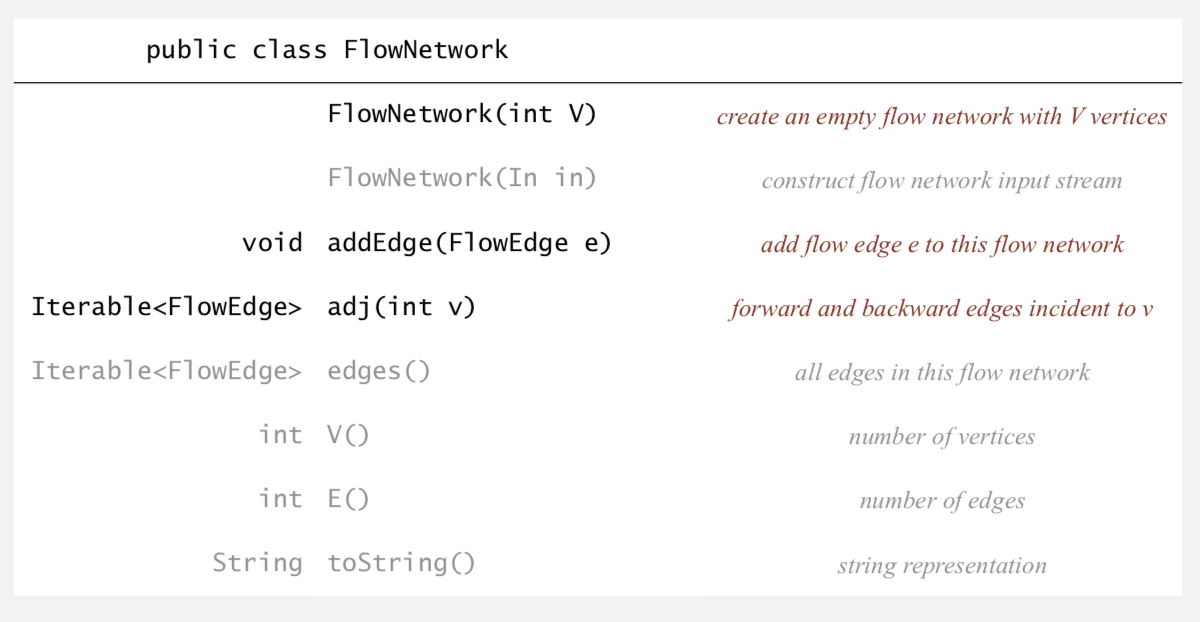 public class FlowNetwork
FlowNetwork(int V) create an empty flow network with V vertices
FlowNetwork(In in) construct flow network input stream
void addEdge(FlowEdge e) add flow edge e to this flow network
Iterable<FlowEdge> adj(int v) forward and backward edges incident to v
Iterable<FlowEdge> edges() all edges in this flow network
int V() number of vertices
int E() number of edges
String toString() string representation